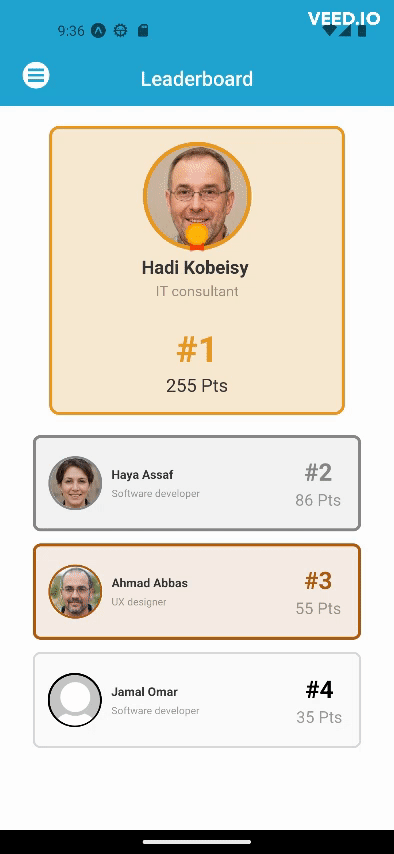 VEED.IO
9:36
Leaderboard
Hadi Kobeisy
IT consultant
#1
255 Pts
Haya Assaf
Software developer
#2
86 Pts
Ahmad Abbas
UX designer
#3
55 Pts
Jamal Omar
Software developer
#4
35 Pts